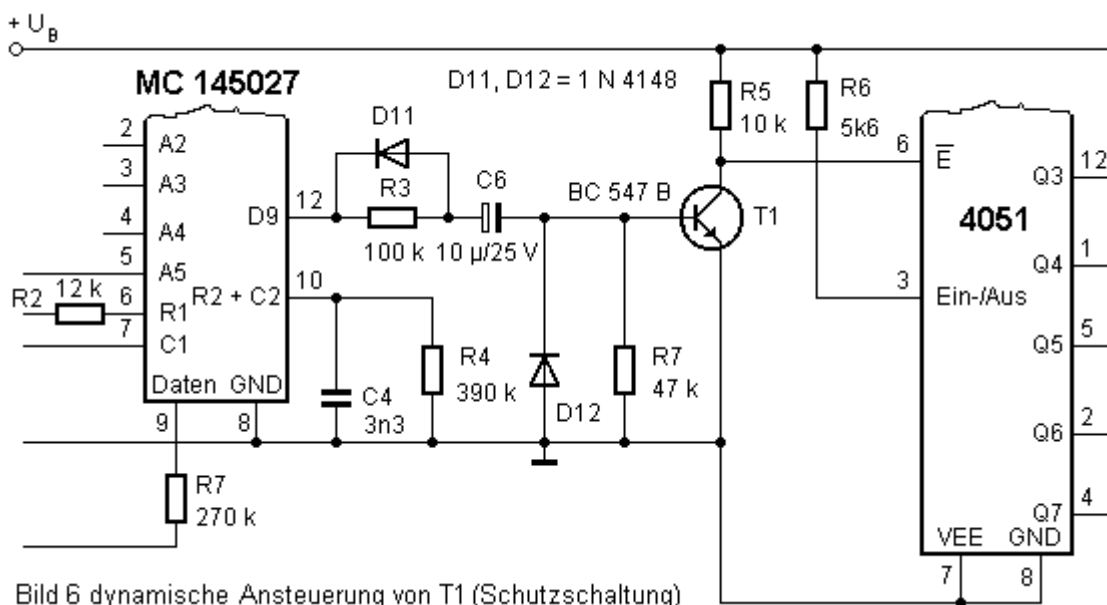 + U_B
MC 145027
D11, D12 = 1 N 4148
2
A2
3
A3
4
A4
5
A5
R2
12 k
6
R1
7
C1
D9
12
R2 + C2
10
Daten
GND
9
8
D11
R3
100 k
C6
10 µ/25 V
C4
3n3
R4
390 k
D12
R7
47 k
BC 547 B
T1
R5
10 k
R6
5k6
6
E̅
3
Ein-/Aus
4051
Q3
12
Q4
1
Q5
5
Q6
2
Q7
4
VEE
GND
7
8
R7
270 k
Bild 6 dynamische Ansteuerung von T1 (Schutzschaltung)